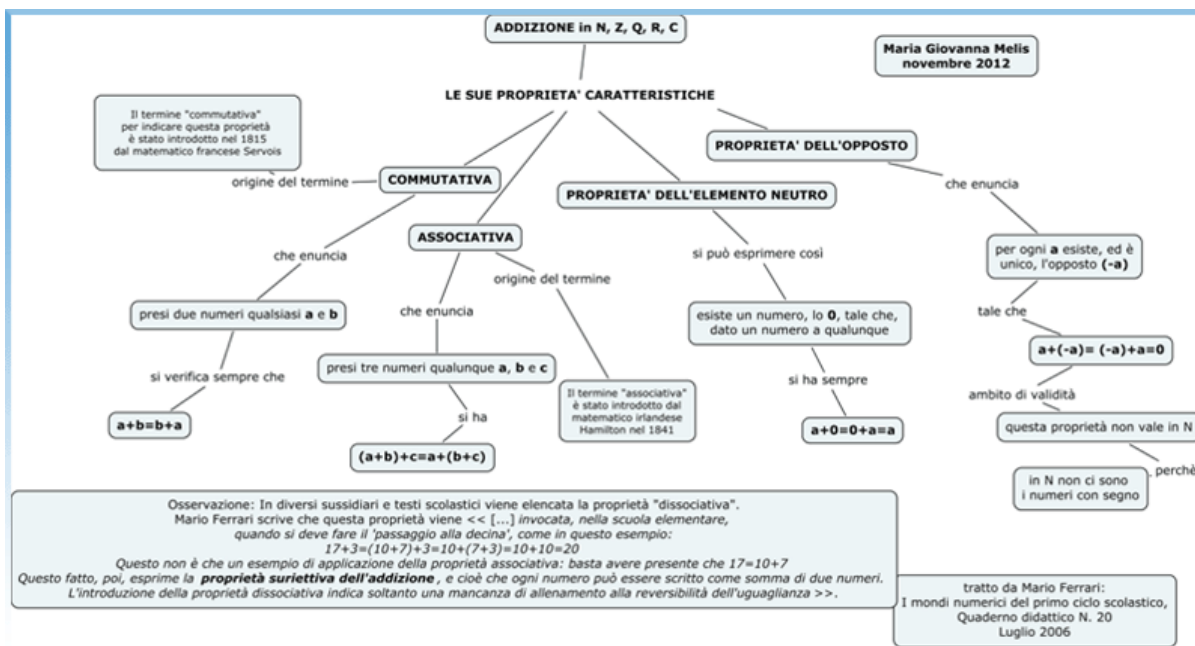 ADDIZIONE in N, Z, Q, R, C
Maria Giovanna Melis
novembre 2012
LE SUE PROPRIETA' CARATTERISTICHE
Il termine "commutativa"
per indicare questa proprietà
è stato introdotto nel 1815
dal matematico francese Servois
origine del termine
COMMUTATIVA
che enuncia
presi due numeri qualsiasi a e b
si verifica sempre che
a+b=b+a
ASSOCIATIVA
che enuncia
presi tre numeri qualunque a, b e c
si ha
(a+b)+c=a+(b+c)
origine del termine
Il termine "associativa"
è stato introdotto dal
matematico irlandese
Hamilton nel 1841
PROPRIETA' DELL'ELEMENTO NEUTRO
si può esprimere così
esiste un numero, lo 0, tale che,
dato un numero a qualunque
si ha sempre
a+0=0+a=a
PROPRIETA' DELL'OPPOSTO
che enuncia
per ogni a esiste, ed è
unico, l'opposto (-a)
tale che
a+(-a)= (-a)+a=0
ambito di validità
questa proprietà non vale in N
perchè
in N non ci sono
i numeri con segno
Osservazione: In diversi sussidiari e testi scolastici viene elencata la proprietà "dissociativa".
Mario Ferrari scrive che questa proprietà viene << [...] invocata, nella scuola elementare,
quando si deve fare il 'passaggio alla decina', come in questo esempio:
17+3=(10+7)+3=10+(7+3)=10+10=20
Questo non è che un esempio di applicazione della proprietà associativa: basta avere presente che 17=10+7
Questo fatto, poi, esprime la proprietà suriettiva dell'addizione, e cioè che ogni numero può essere scritto come somma di due numeri.
L'introduzione della proprietà dissociativa indica soltanto una mancanza di allenamento alla reversibilità dell'uguaglianza >>.
tratto da Mario Ferrari:
I mondi numerici del primo ciclo scolastico,
Quaderno didattico N. 20
Luglio 2006